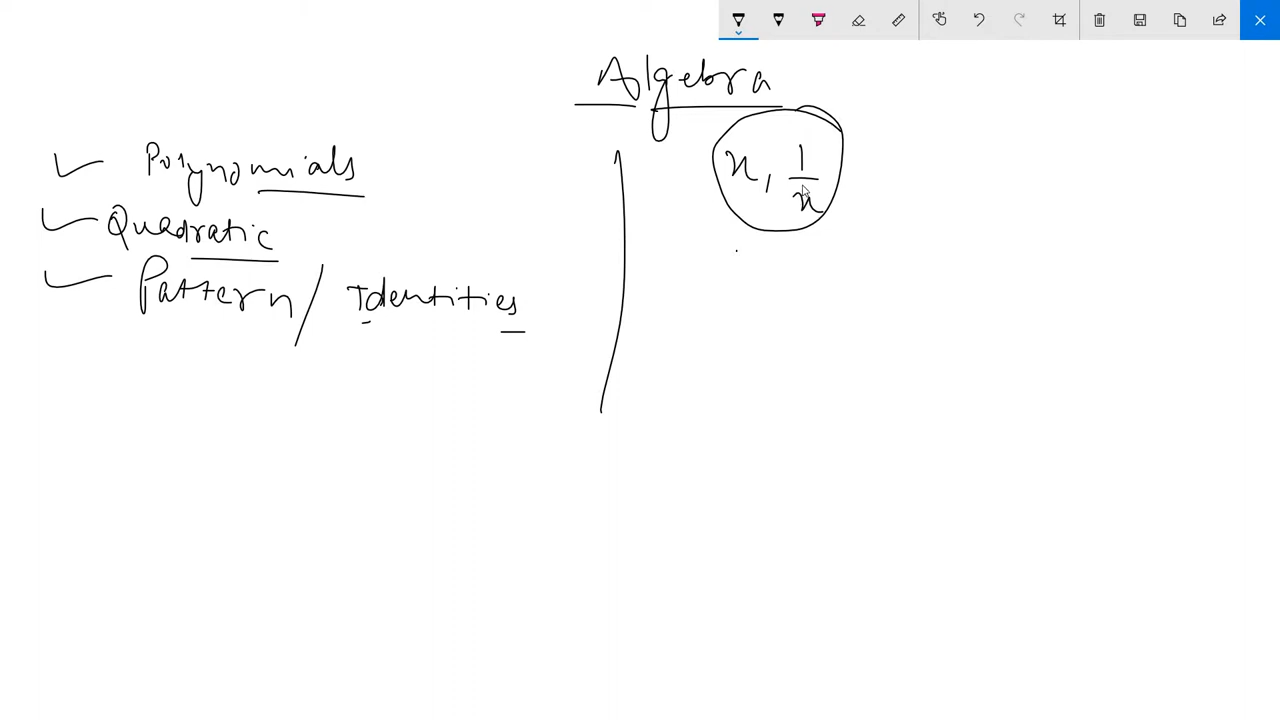 Algebra
Polynomials
Quadratic
Pattern / Identities
x, 1/x